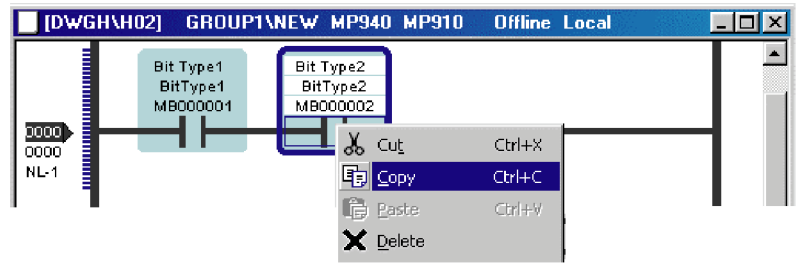 [DWGH\H02] GROUP1\NEW MP940 MP910 Offline Local
Bit Type1
BitType1
MB000001
Bit Type2
BitType2
MB000002
0000
0000
NL-1
Cut Ctrl+X
Copy Ctrl+C
Paste Ctrl+V
Delete